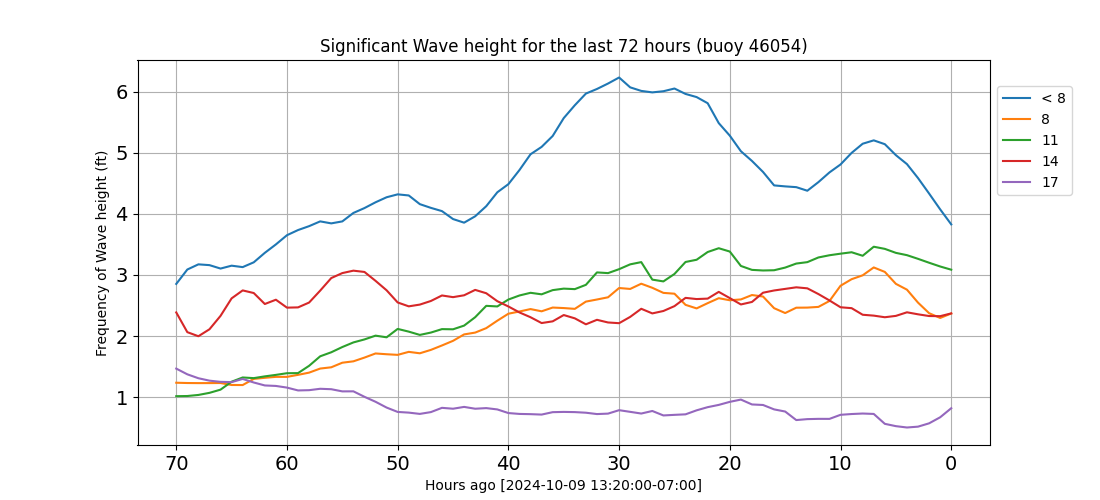 Significant Wave height for the last 72 hours (buoy 46054)
Frequency of Wave height (ft)
6
5
4
3
2
1
70 60 50 40 30 20 10 0
Hours ago [2024-10-09 13:20:00-07:00]
< 8
8
11
14
17